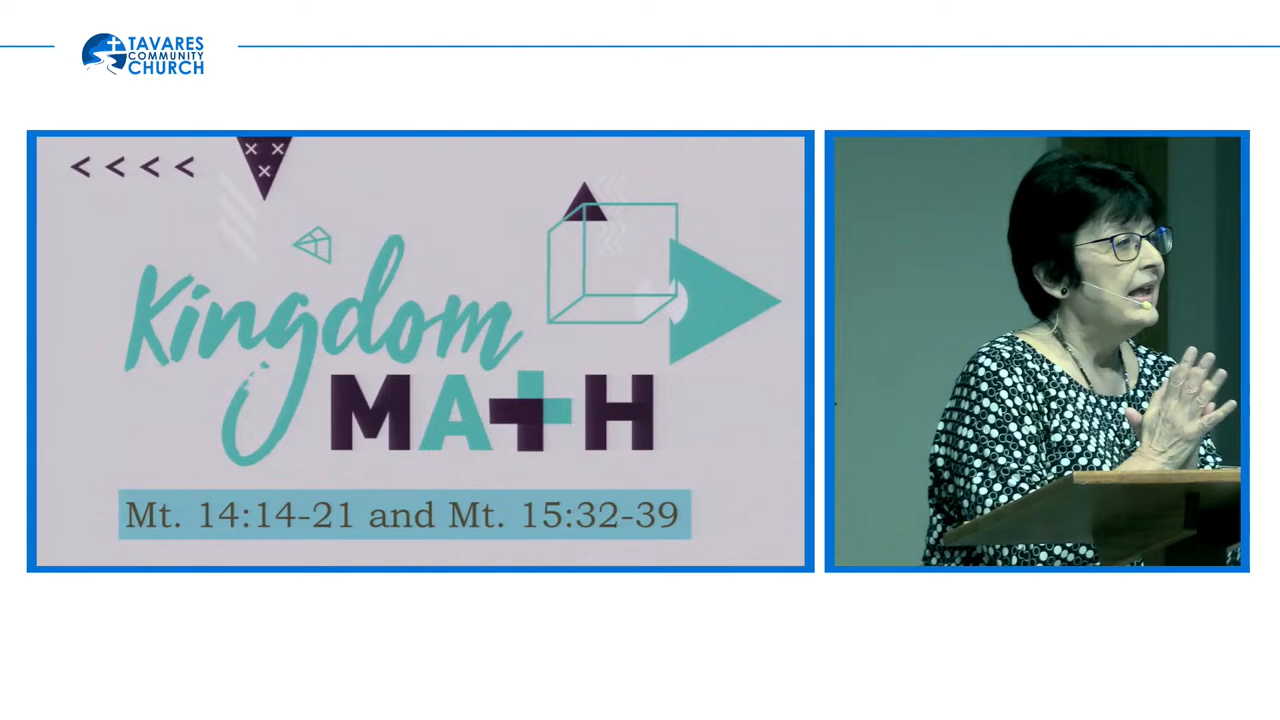 TAVARES
COMMUNITY
CHURCH
Kingdom
MATH
Mt. 14:14-21 and Mt. 15:32-39